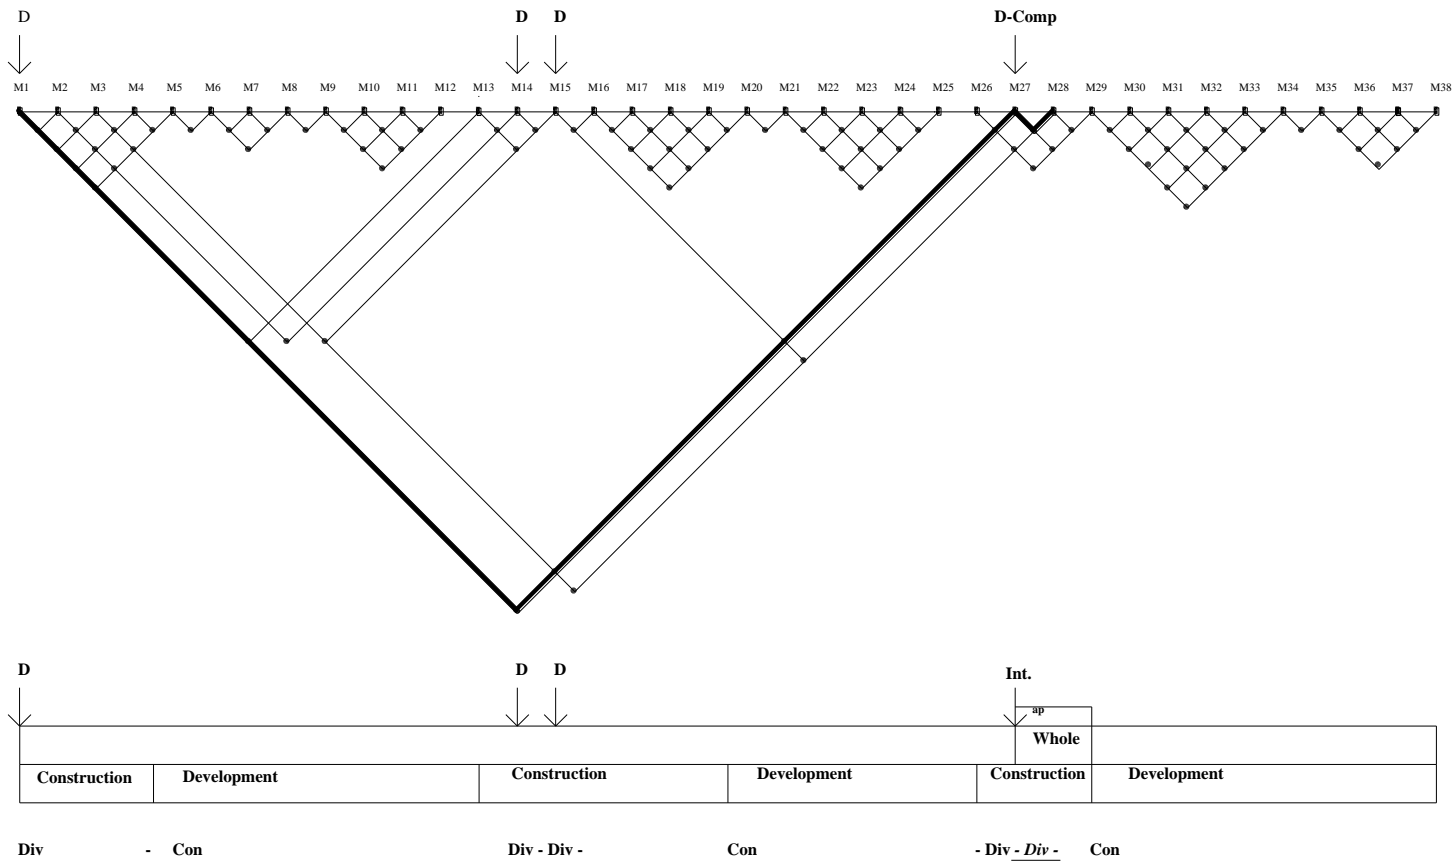 D D D D-Comp
M1 M2 M3 M4 M5 M6 M7 M8 M9 M10 M11 M12 M13 M14 M15 M16 M17 M18 M19 M20 M21 M22 M23 M24 M25 M26 M27 M28 M29 M30 M31 M32 M33 M34 M35 M36 M37 M38
D D D Int.
ap
Whole
Construction Development Construction Development Construction Development
Div - Con Div - Div - Con - Div - Div - Con